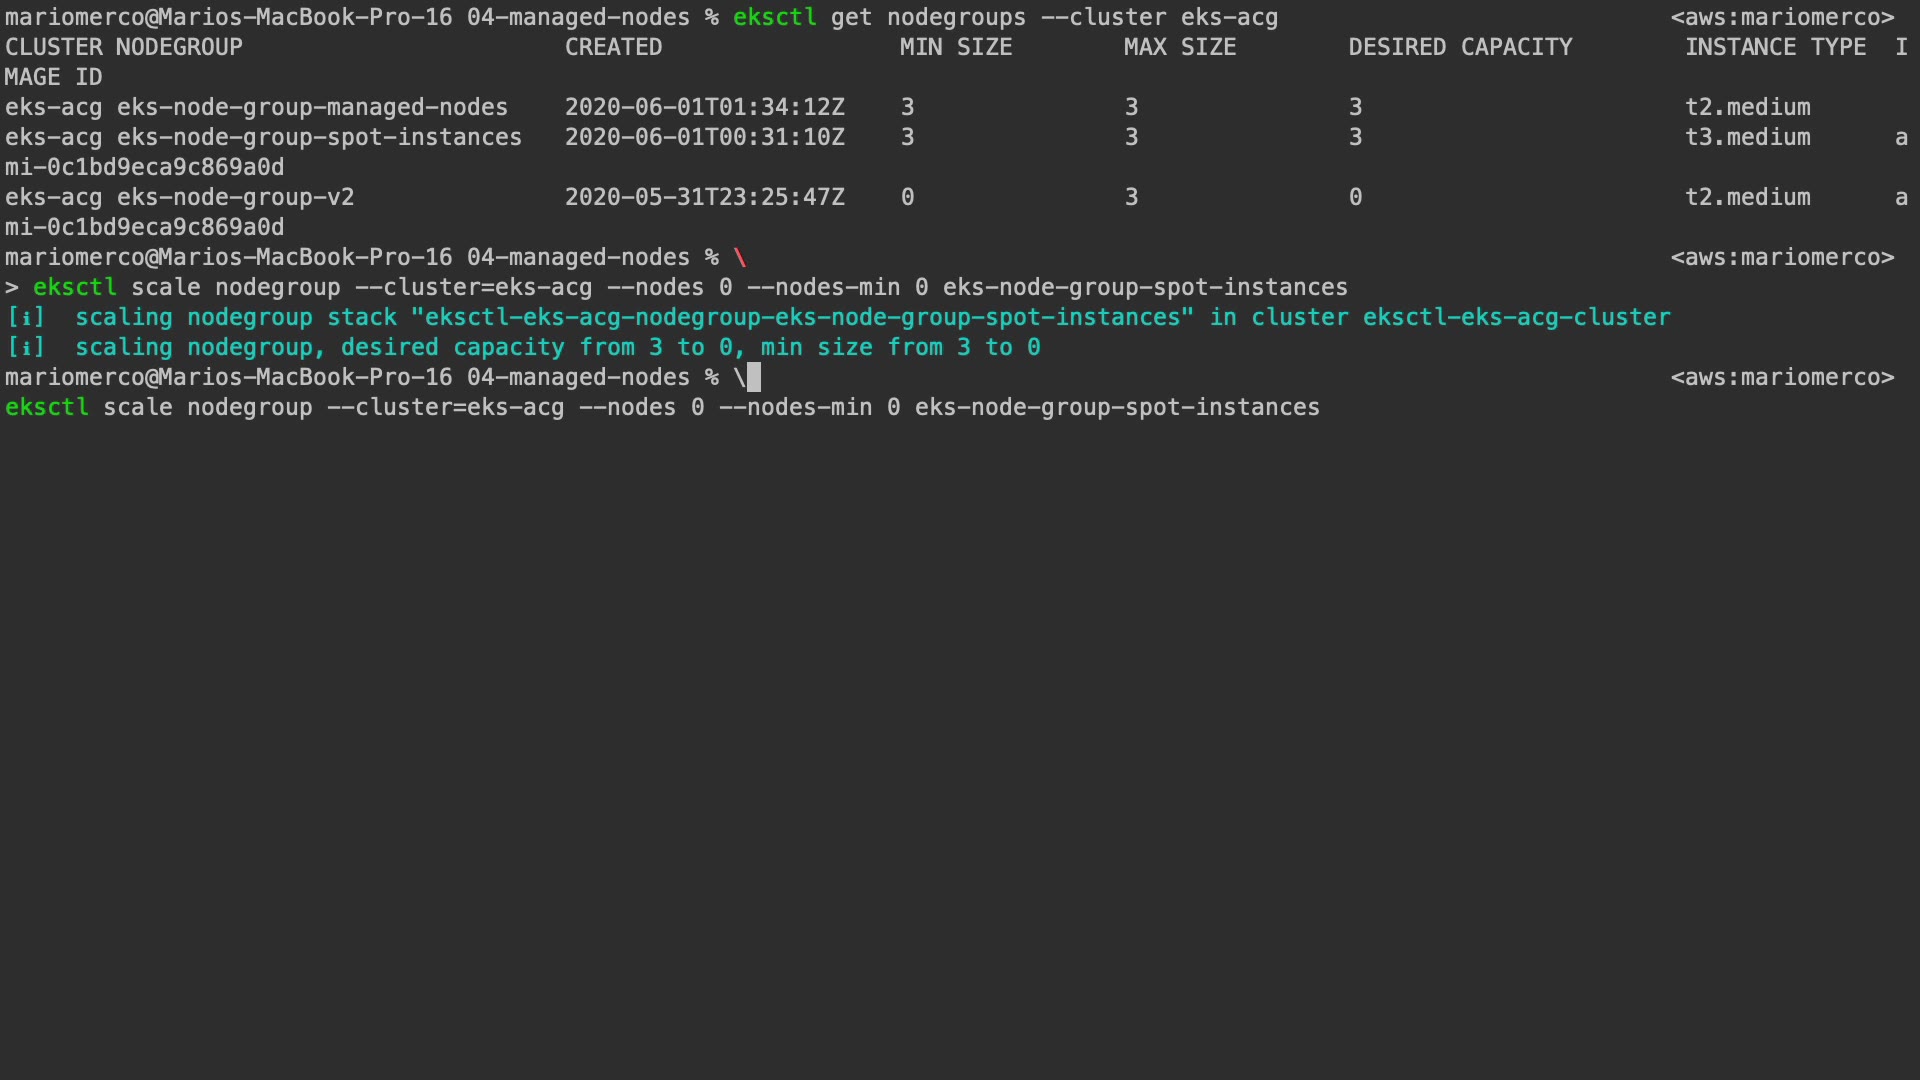 mariomerco@Marios-MacBook-Pro-16 04-managed-nodes % eksctl get nodegroups --cluster eks-acg <aws:mariomerco>
CLUSTER NODEGROUP CREATED MIN SIZE MAX SIZE DESIRED CAPACITY INSTANCE TYPE I
MAGE ID
eks-acg eks-node-group-managed-nodes 2020-06-01T01:34:12Z 3 3 3 t2.medium
eks-acg eks-node-group-spot-instances 2020-06-01T00:31:10Z 3 3 3 t3.medium a
mi-0c1bd9eca9c869a0d
eks-acg eks-node-group-v2 2020-05-31T23:25:47Z 0 3 0 t2.medium a
mi-0c1bd9eca9c869a0d
mariomerco@Marios-MacBook-Pro-16 04-managed-nodes % \ <aws:mariomerco>
> eksctl scale nodegroup --cluster=eks-acg --nodes 0 --nodes-min 0 eks-node-group-spot-instances
[ℹ]  scaling nodegroup stack "eksctl-eks-acg-nodegroup-eks-node-group-spot-instances" in cluster eksctl-eks-acg-cluster
[ℹ]  scaling nodegroup, desired capacity from 3 to 0, min size from 3 to 0
mariomerco@Marios-MacBook-Pro-16 04-managed-nodes % \ <aws:mariomerco>
eksctl scale nodegroup --cluster=eks-acg --nodes 0 --nodes-min 0 eks-node-group-spot-instances